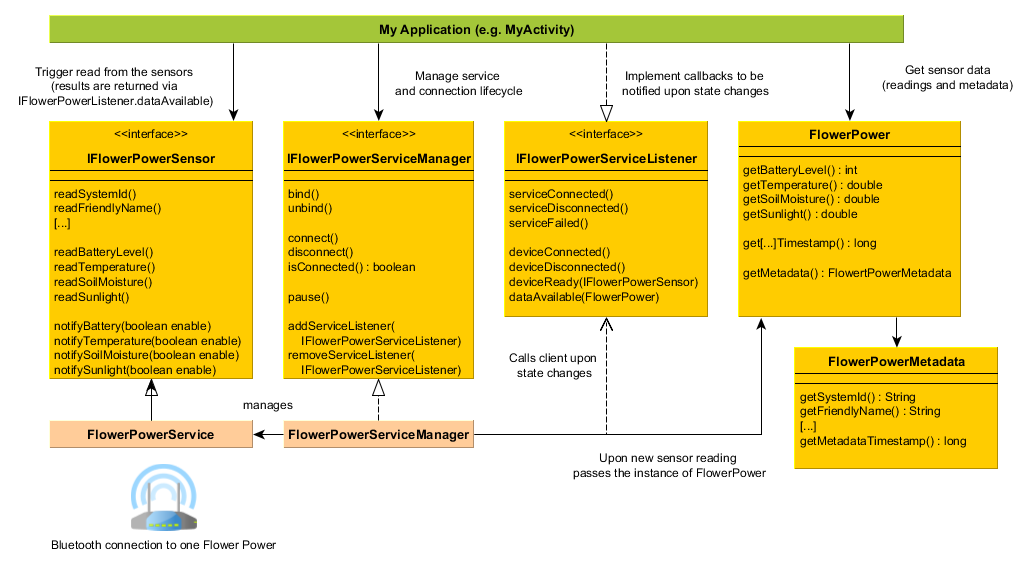 My Application (e.g. MyActivity)
Trigger read from the sensors
(results are returned via
IFlowerPowerListener.dataAvailable)
Manage service
and connection lifecycle
Implement callbacks to be
notified upon state changes
Get sensor data
(readings and metadata)
<<interface>>
IFlowerPowerSensor
readSystemId()
readFriendlyName()
[...]
readBatteryLevel()
readTemperature()
readSoilMoisture()
readSunlight()
notifyBattery(boolean enable)
notifyTemperature(boolean enable)
notifySoilMoisture(boolean enable)
notifySunlight(boolean enable)
<<interface>>
IFlowerPowerServiceManager
bind()
unbind()
connect()
disconnect()
isConnected() : boolean
pause()
addServiceListener(
IFlowerPowerServiceListener)
removeServiceListener(
IFlowerPowerServiceListener)
<<interface>>
IFlowerPowerServiceListener
serviceConnected()
serviceDisconnected()
serviceFailed()
deviceConnected()
deviceDisconnected()
deviceReady(IFlowerPowerSensor)
dataAvailable(FlowerPower)
FlowerPower
getBatteryLevel() : int
getTemperature() : double
getSoilMoisture() : double
getSunlight() : double
get[...]Timestamp() : long
getMetadata() : FlowertPowerMetadata
FlowerPowerMetadata
getSystemId() : String
getFriendlyName() : String
[...]
getMetadataTimestamp() : long
Calls client upon
state changes
manages
FlowerPowerService
FlowerPowerServiceManager
Upon new sensor reading
passes the instance of FlowerPower
Bluetooth connection to one Flower Power